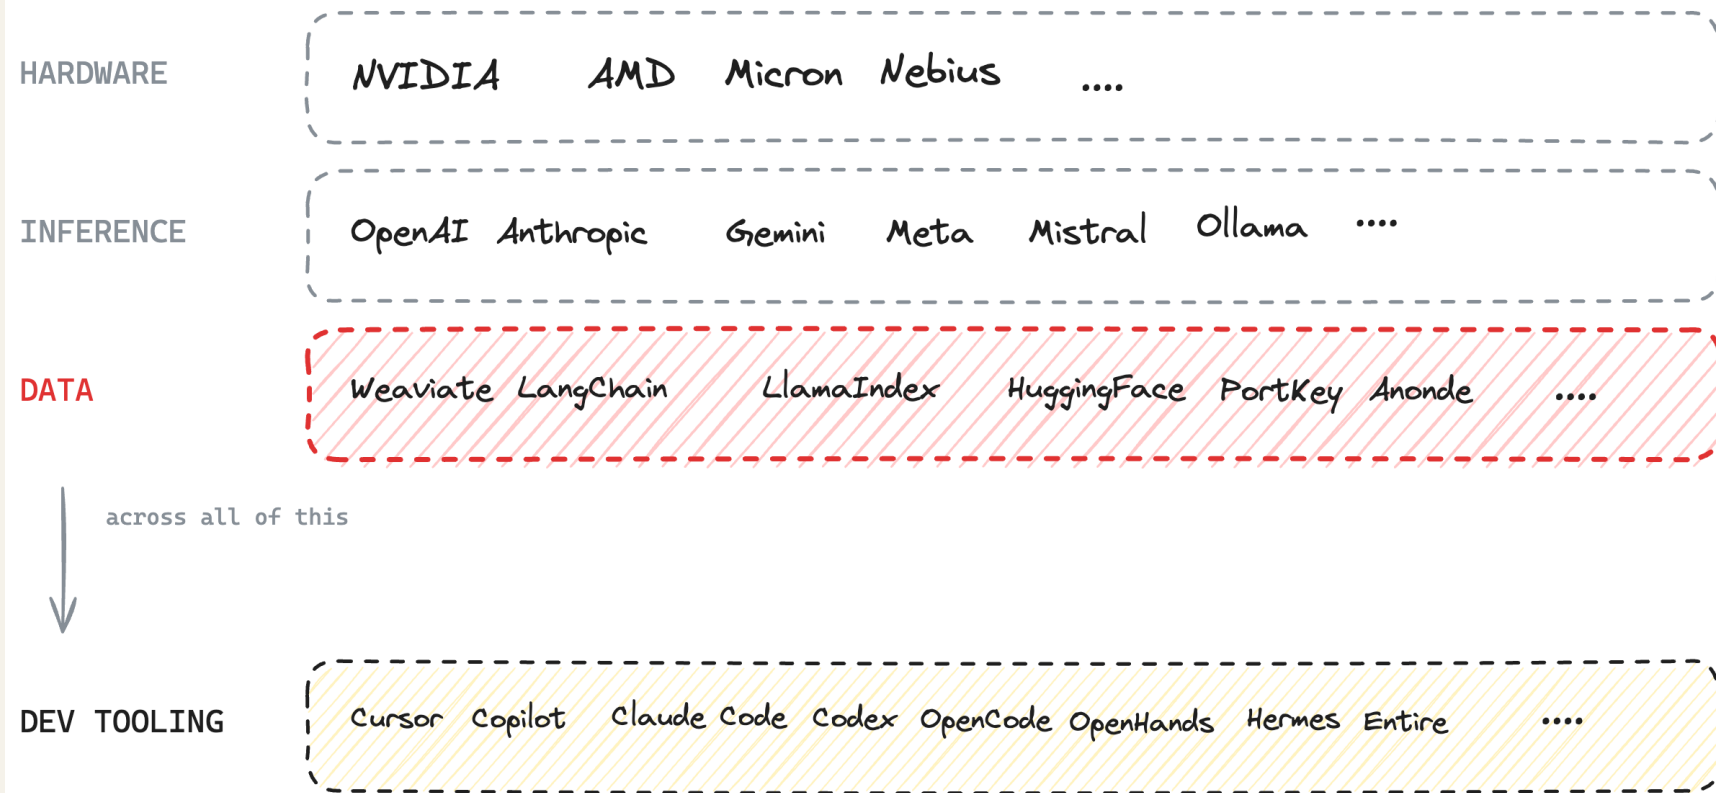 HARDWARE
NVIDIA AMD Micron Nebius ....
INFERENCE
OpenAI Anthropic Gemini Meta Mistral Ollama ....
DATA
Weaviate LangChain LlamaIndex HuggingFace PortKey Anonde ....
across all of this
DEV TOOLING
Cursor Copilot Claude Code Codex OpenCode OpenHands Hermes Entire ....